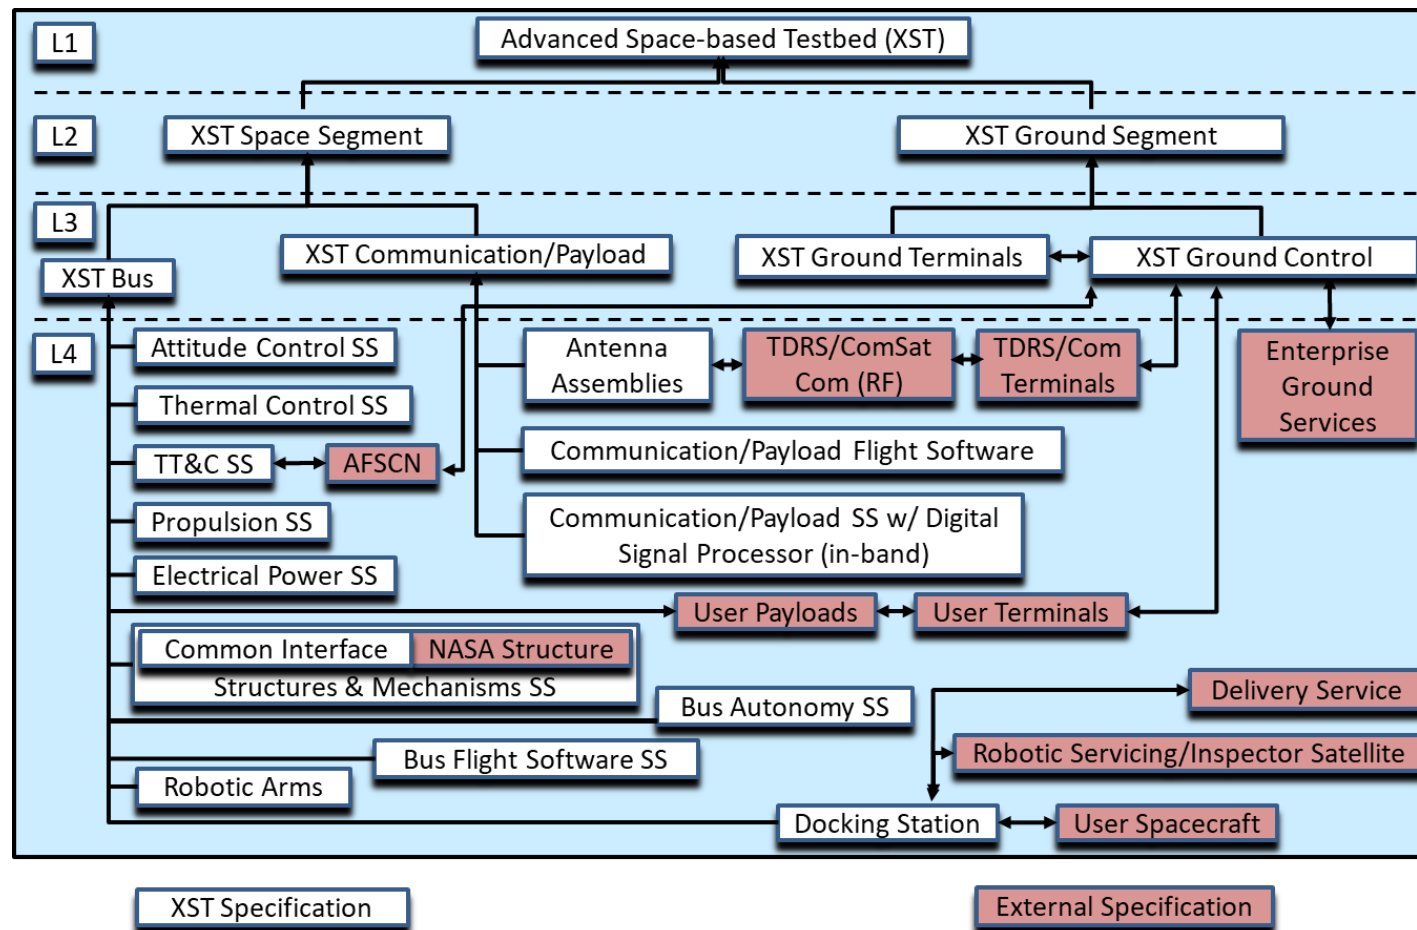 L1
Advanced Space-based Testbed (XST)
L2
XST Space Segment
XST Ground Segment
L3
XST Communication/Payload
XST Ground Terminals
XST Ground Control
XST Bus
L4
Attitude Control SS
Antenna
Assemblies
TDRS/ComSat
Com (RF)
TDRS/Com
Terminals
Enterprise
Ground
Services
Thermal Control SS
TT&C SS
AFSCN
Communication/Payload Flight Software
Propulsion SS
Communication/Payload SS w/ Digital
Signal Processor (in-band)
Electrical Power SS
User Payloads
User Terminals
Common Interface
NASA Structure
Structures & Mechanisms SS
Delivery Service
Bus Autonomy SS
Bus Flight Software SS
Robotic Servicing/Inspector Satellite
Robotic Arms
Docking Station
User Spacecraft
XST Specification
External Specification